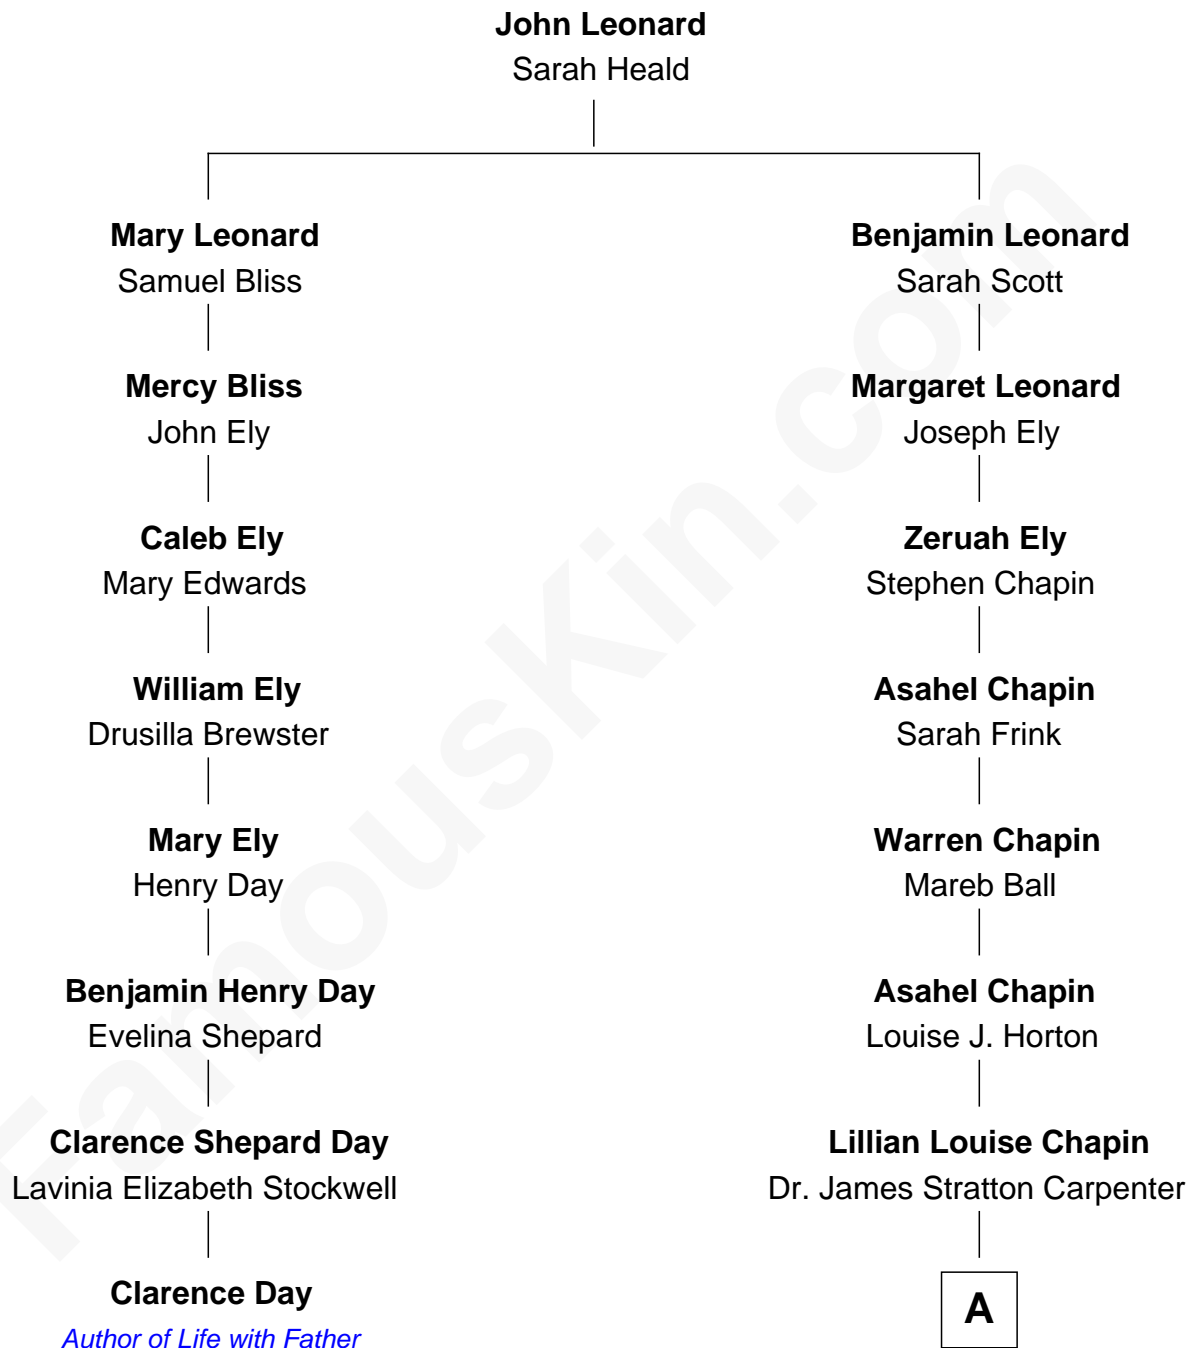 John Leonard
Sarah Heald
Mary Leonard
Samuel Bliss
Benjamin Leonard
Sarah Scott
Mercy Bliss
John Ely
Margaret Leonard
Joseph Ely
Caleb Ely
Mary Edwards
Zeruah Ely
Stephen Chapin
William Ely
Drusilla Brewster
Asahel Chapin
Sarah Frink
Mary Ely
Henry Day
Warren Chapin
Mareb Ball
Benjamin Henry Day
Evelina Shepard
Asahel Chapin
Louise J. Horton
Clarence Shepard Day
Lavinia Elizabeth Stockwell
Lillian Louise Chapin
Dr. James Stratton Carpenter
Clarence Day
Author of Life with Father
A
FamousKin.com